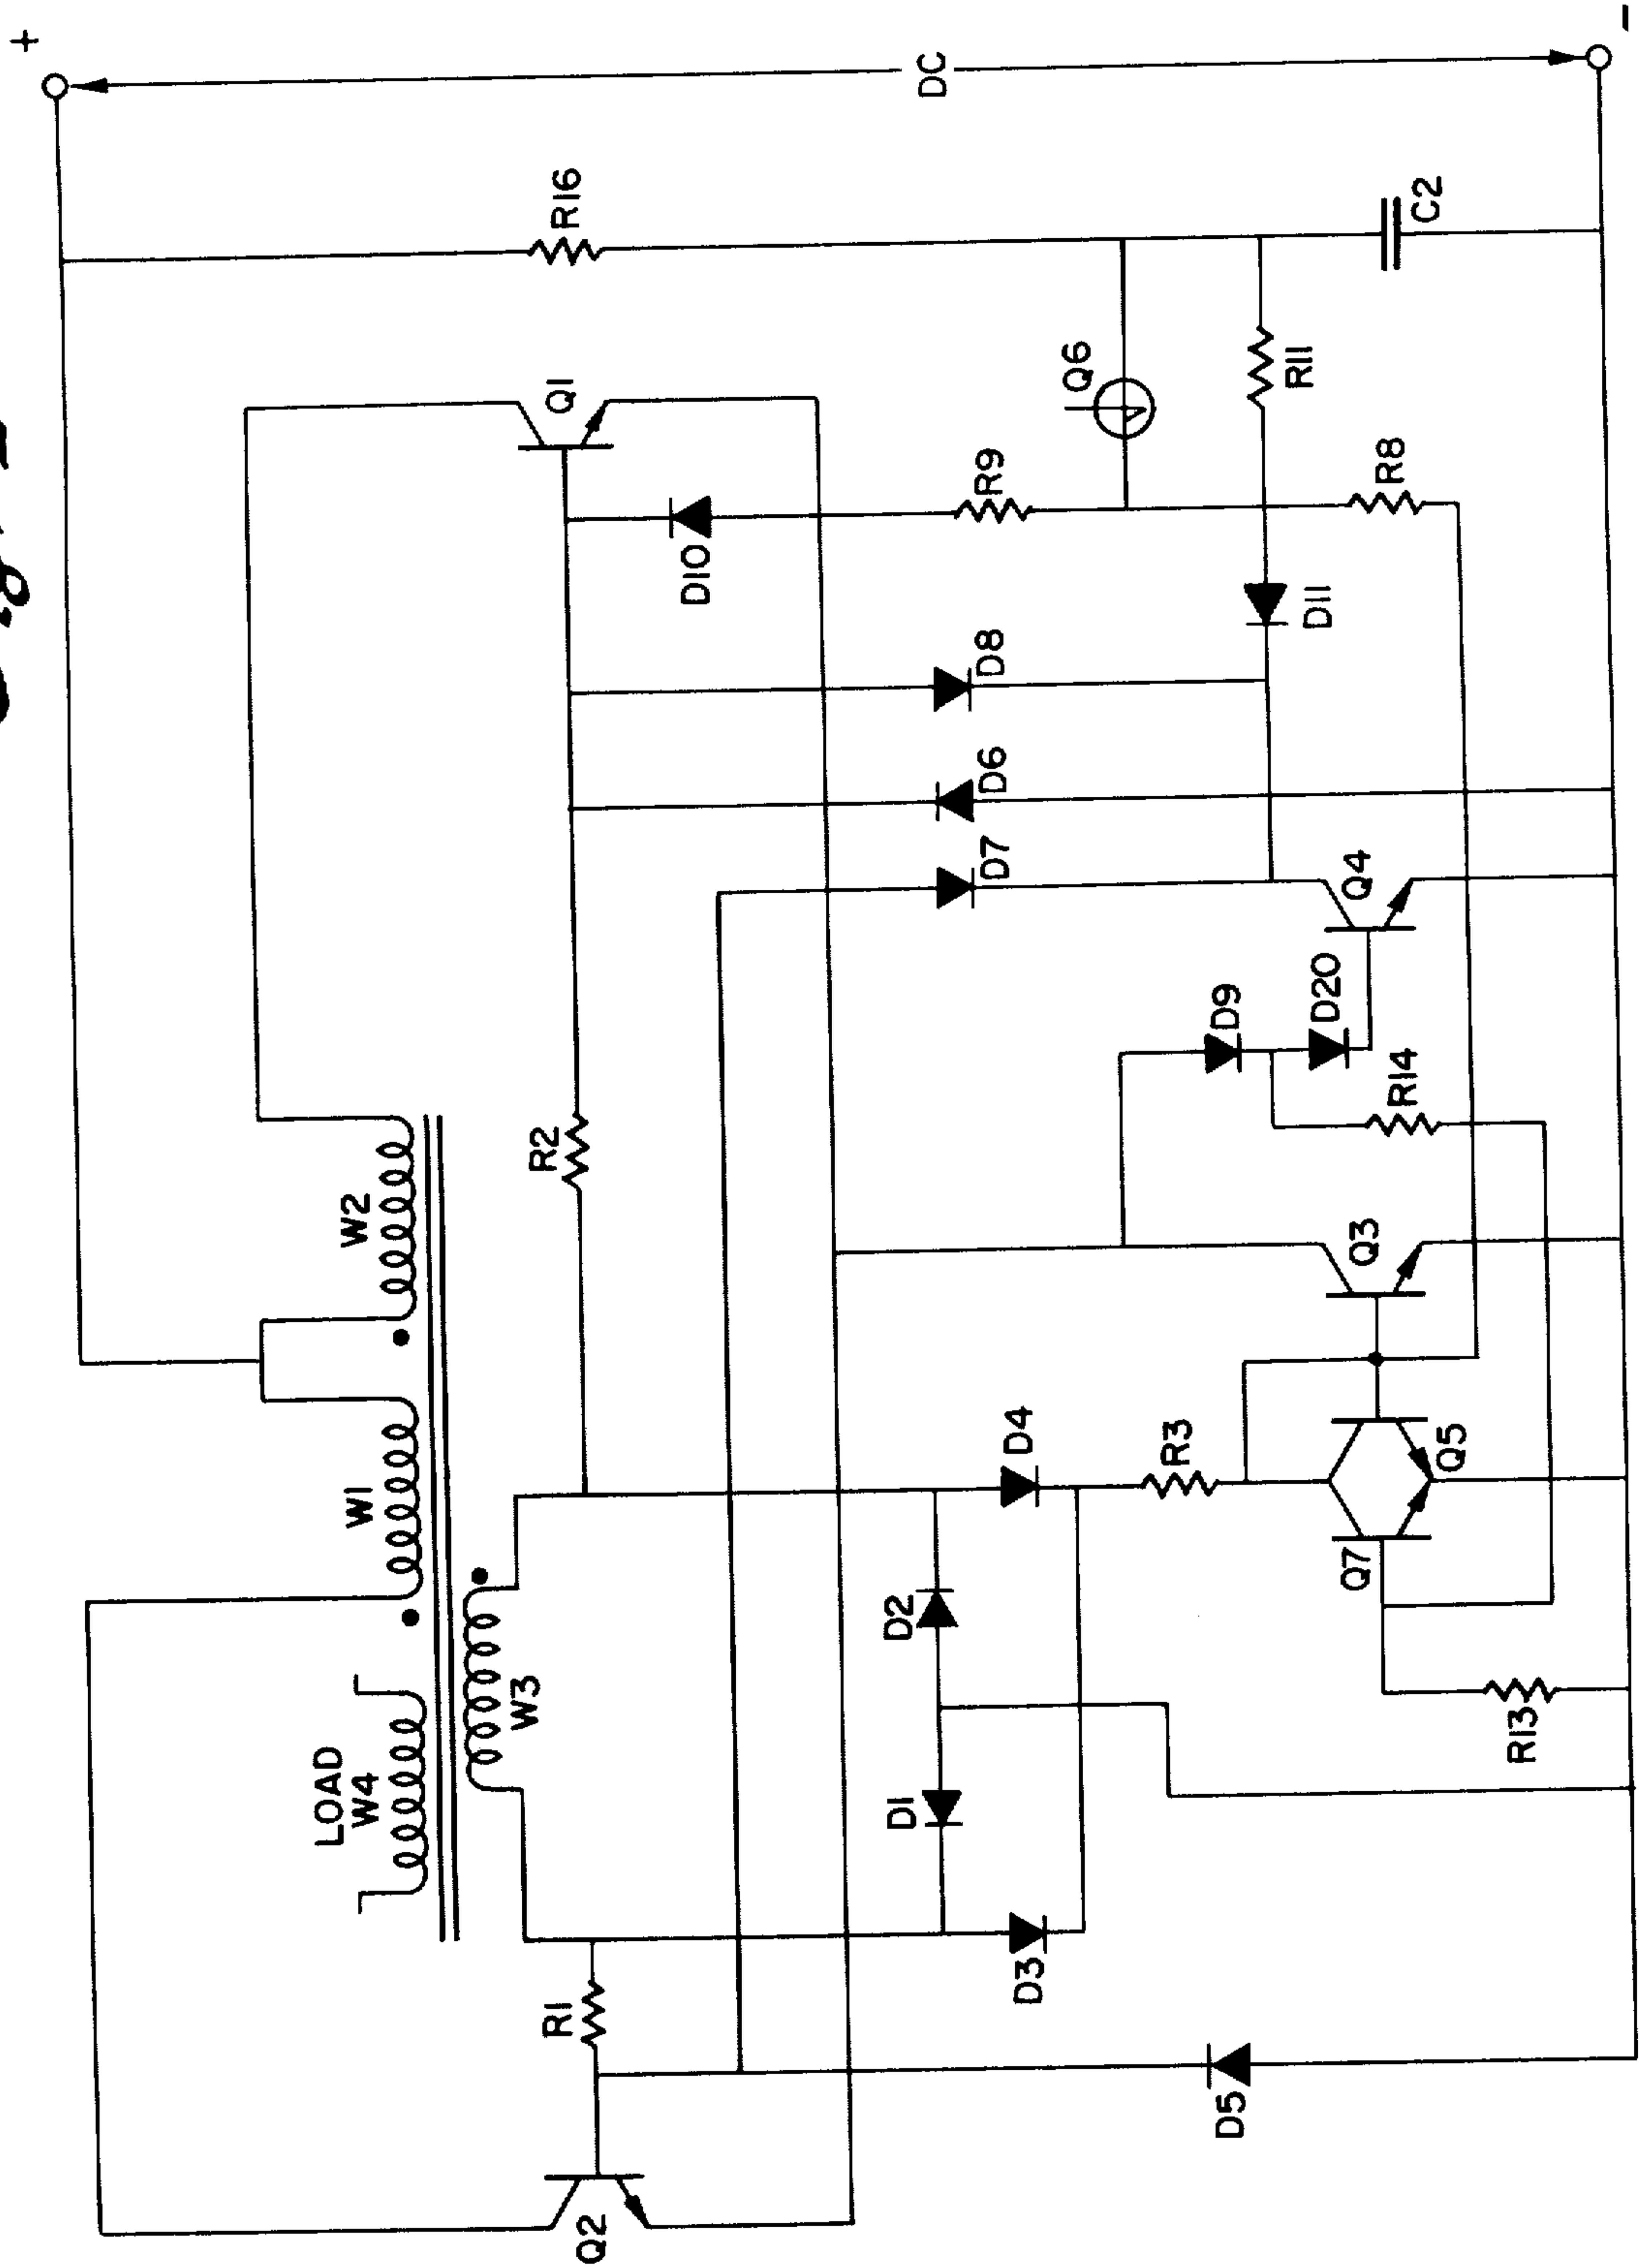 +
DC
R16
C2
Q1
Q6
R11
D10
R9
R8
D8
D11
D6
D7
Q4
D9
D20
R14
R2
W2
Q3
W1
D4
R3
Q5
Q7
D2
LOAD
W4
W3
D1
R13
D3
R1
D5
Q2
-